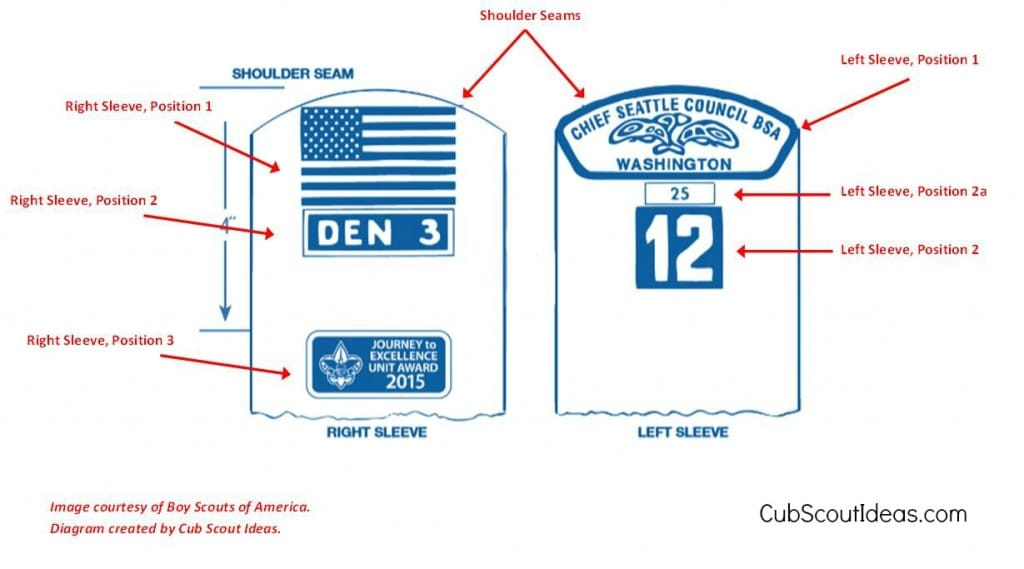 Shoulder Seams
Left Sleeve, Position 1
SHOULDER SEAM
Right Sleeve, Position 1
CHIEF SEATTLE COUNCIL BSA
WASHINGTON
25
Left Sleeve, Position 2a
Right Sleeve, Position 2
4"
DEN 3
12
Left Sleeve, Position 2
Right Sleeve, Position 3
JOURNEY to
EXCELLENCE
UNIT AWARD
2015
RIGHT SLEEVE
LEFT SLEEVE
Image courtesy of Boy Scouts of America.
Diagram created by Cub Scout Ideas.
CubScoutIdeas.com